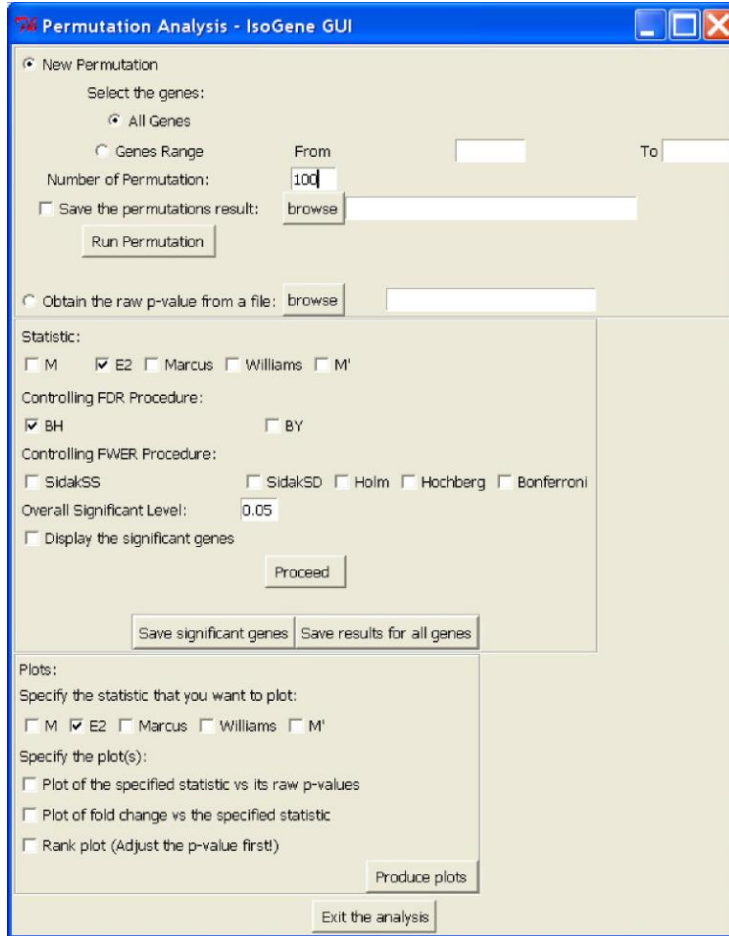 Permutation Analysis - IsoGene GUI
New Permutation
Select the genes:
All Genes
Genes Range From To
Number of Permutation: 100
Save the permutations result: browse
Run Permutation
Obtain the raw p-value from a file: browse
Statistic:
M E2 Marcus Williams M'
Controlling FDR Procedure:
BH BY
Controlling FWER Procedure:
SidakSS SidakSD Holm Hochberg Bonferroni
Overall Significant Level: 0.05
Display the significant genes
Proceed
Save significant genes Save results for all genes
Plots:
Specify the statistic that you want to plot:
M E2 Marcus Williams M'
Specify the plot(s):
Plot of the specified statistic vs its raw p-values
Plot of fold change vs the specified statistic
Rank plot (Adjust the p-value first!)
Produce plots
Exit the analysis